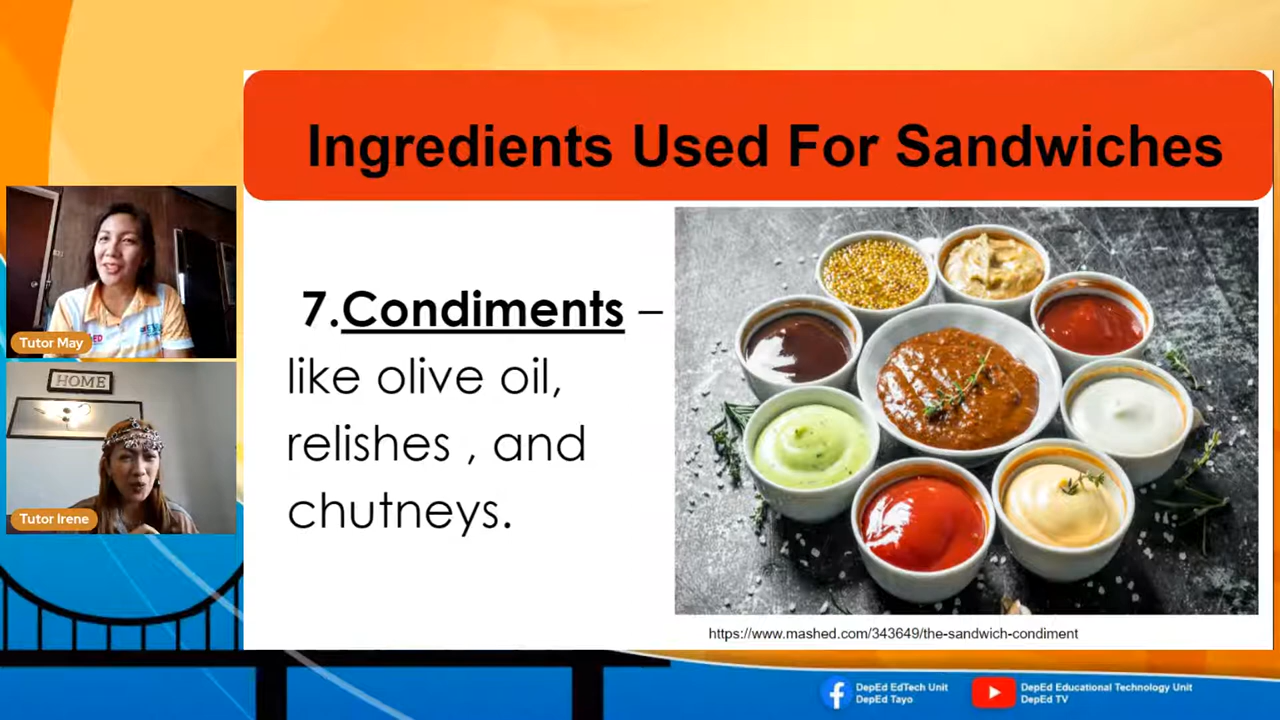 Ingredients Used For Sandwiches
7.Condiments –
like olive oil,
relishes , and
chutneys.
https://www.mashed.com/343649/the-sandwich-condiment
Tutor May
HOME
Tutor Irene
DepEd EdTech Unit
DepEd Tayo
DepEd Educational Technology Unit
DepEd TV